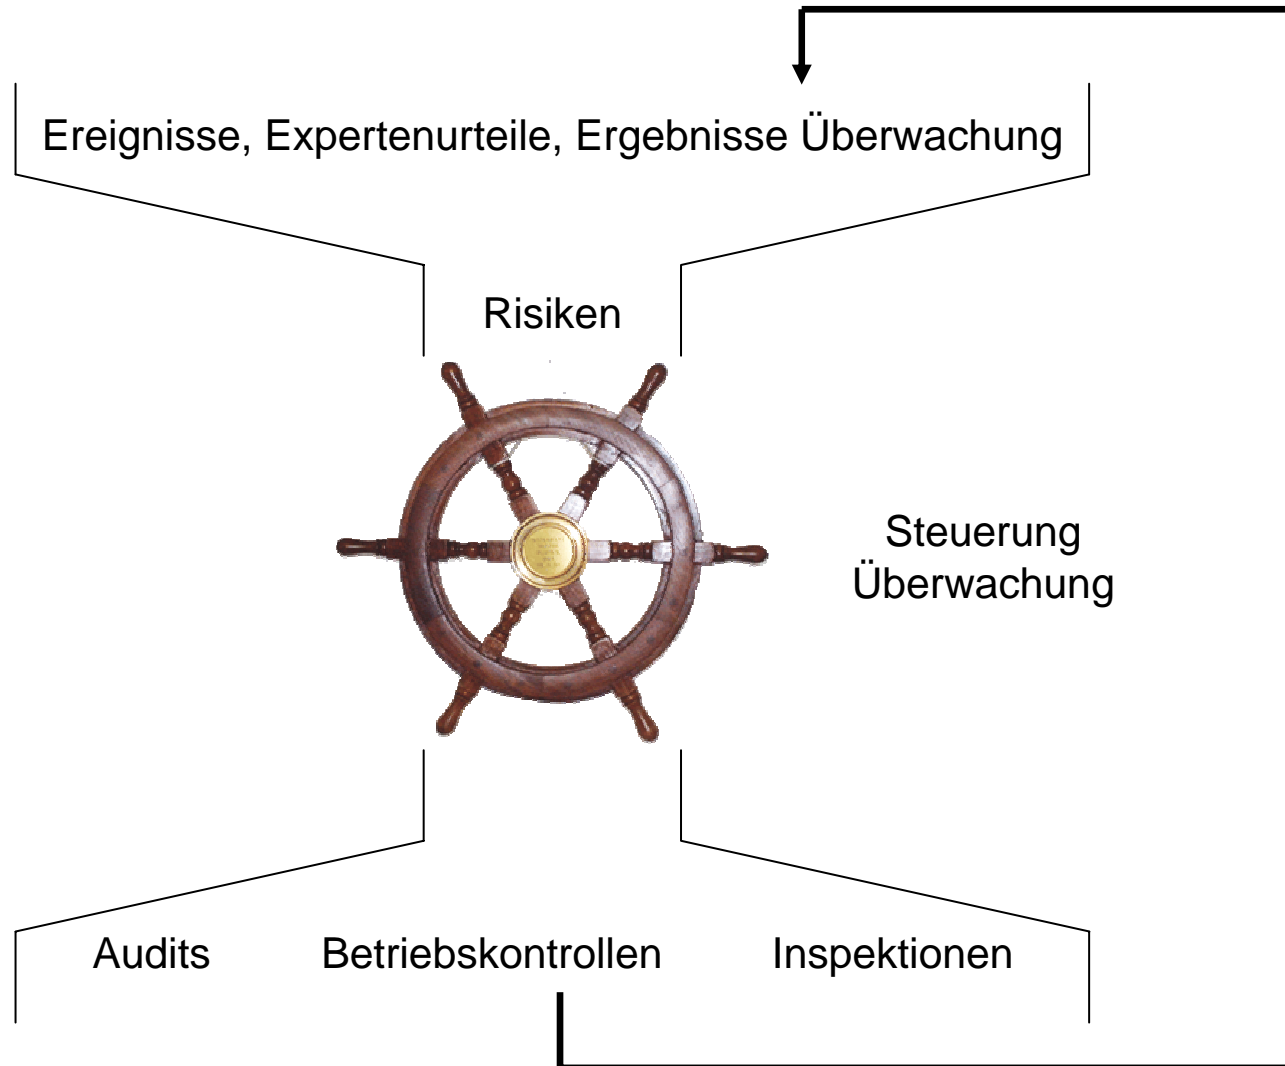 Ereignisse, Expertenurteile, Ergebnisse Überwachung
Risiken
Steuerung
Überwachung
Audits Betriebskontrollen Inspektionen